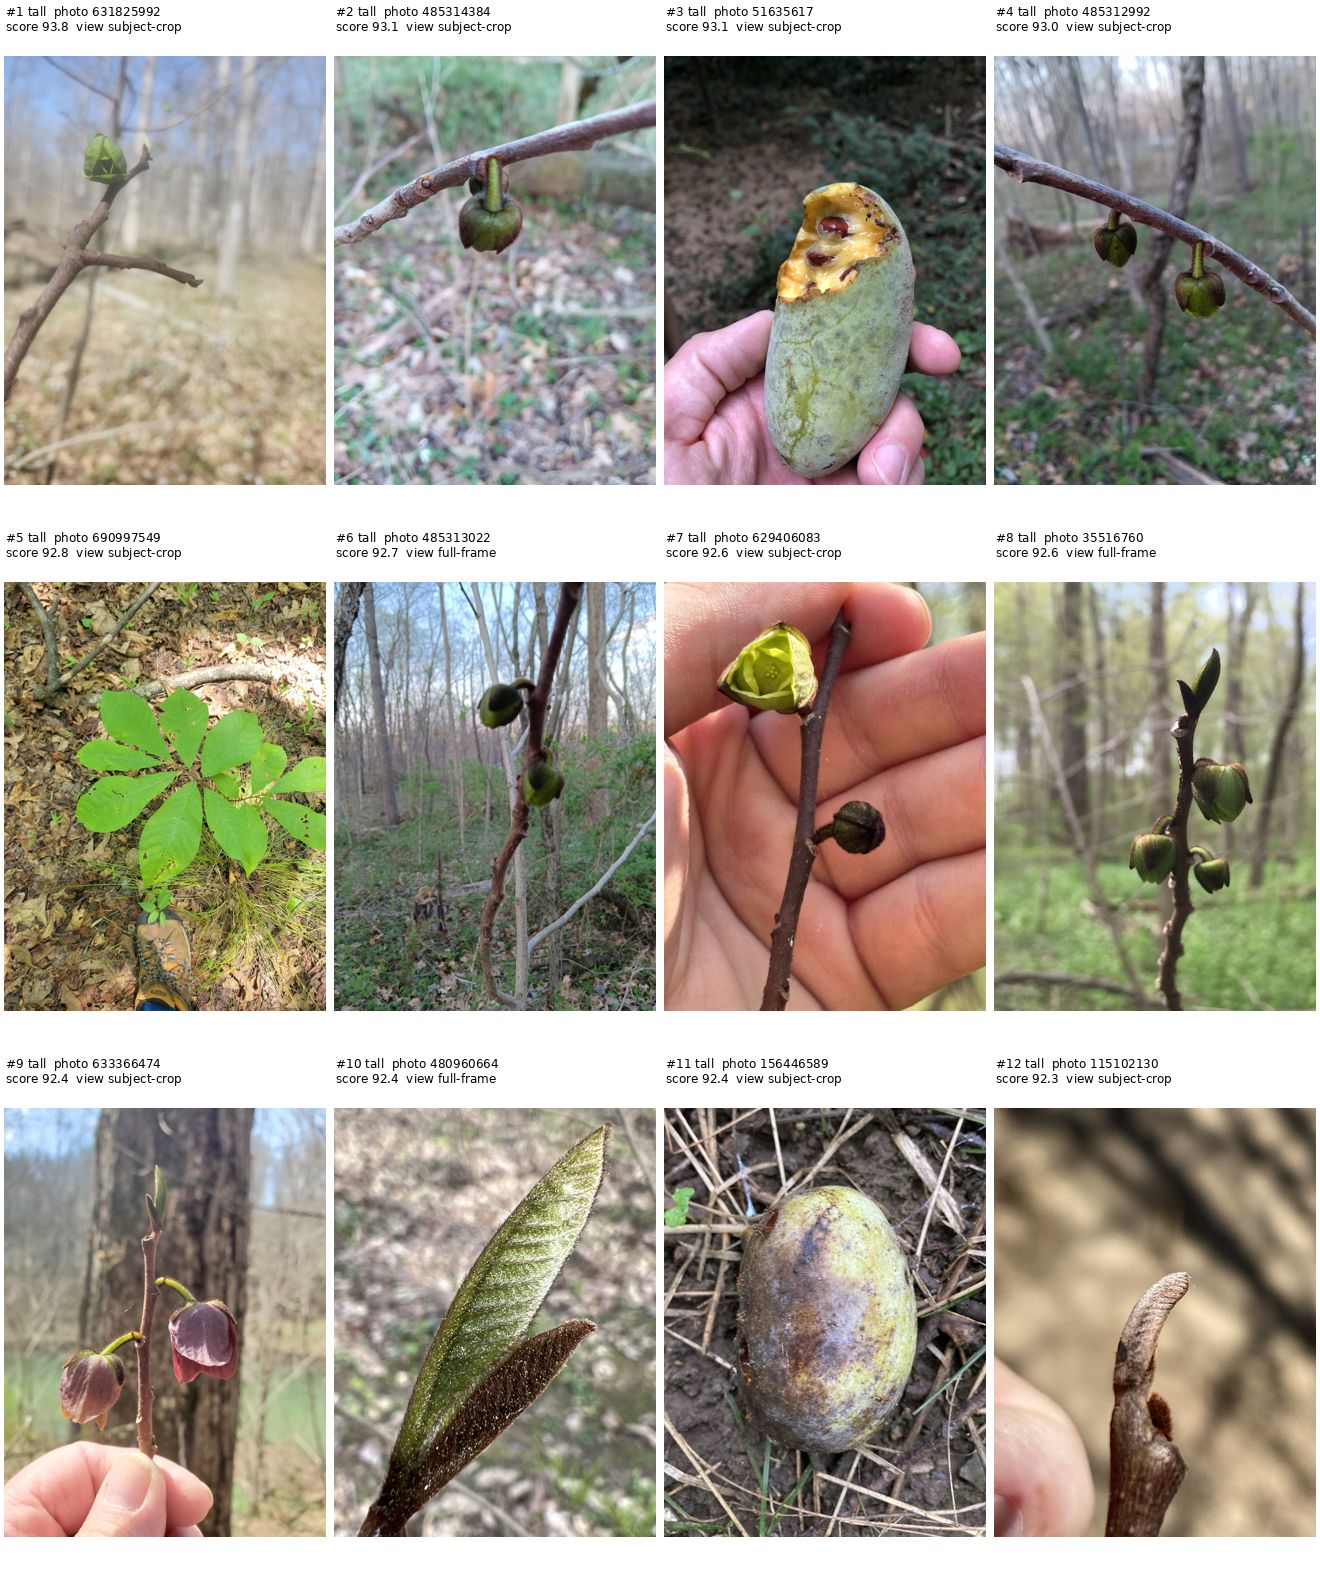 #1 tall  photo 631825992
score 93.8  view subject-crop
#2 tall  photo 485314384
score 93.1  view subject-crop
#3 tall  photo 51635617
score 93.1  view subject-crop
#4 tall  photo 485312992
score 93.0  view subject-crop
#5 tall  photo 690997549
score 92.8  view subject-crop
#6 tall  photo 485313022
score 92.7  view full-frame
#7 tall  photo 629406083
score 92.6  view subject-crop
#8 tall  photo 35516760
score 92.6  view full-frame
#9 tall  photo 633366474
score 92.4  view subject-crop
#10 tall  photo 480960664
score 92.4  view full-frame
#11 tall  photo 156446589
score 92.4  view subject-crop
#12 tall  photo 115102130
score 92.3  view subject-crop